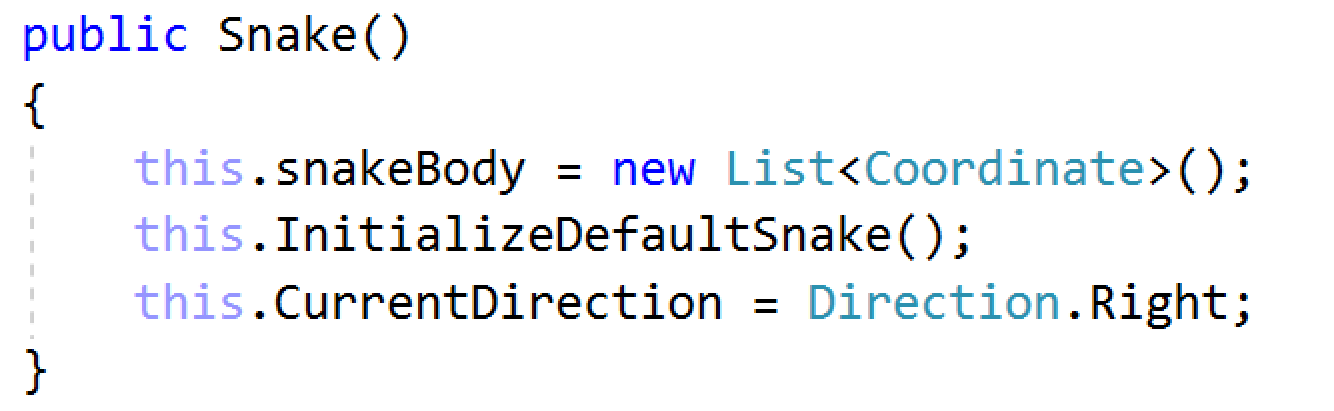 public Snake()
{
    this.snakeBody = new List<Coordinate>();
    this.InitializeDefaultSnake();
    this.CurrentDirection = Direction.Right;
}